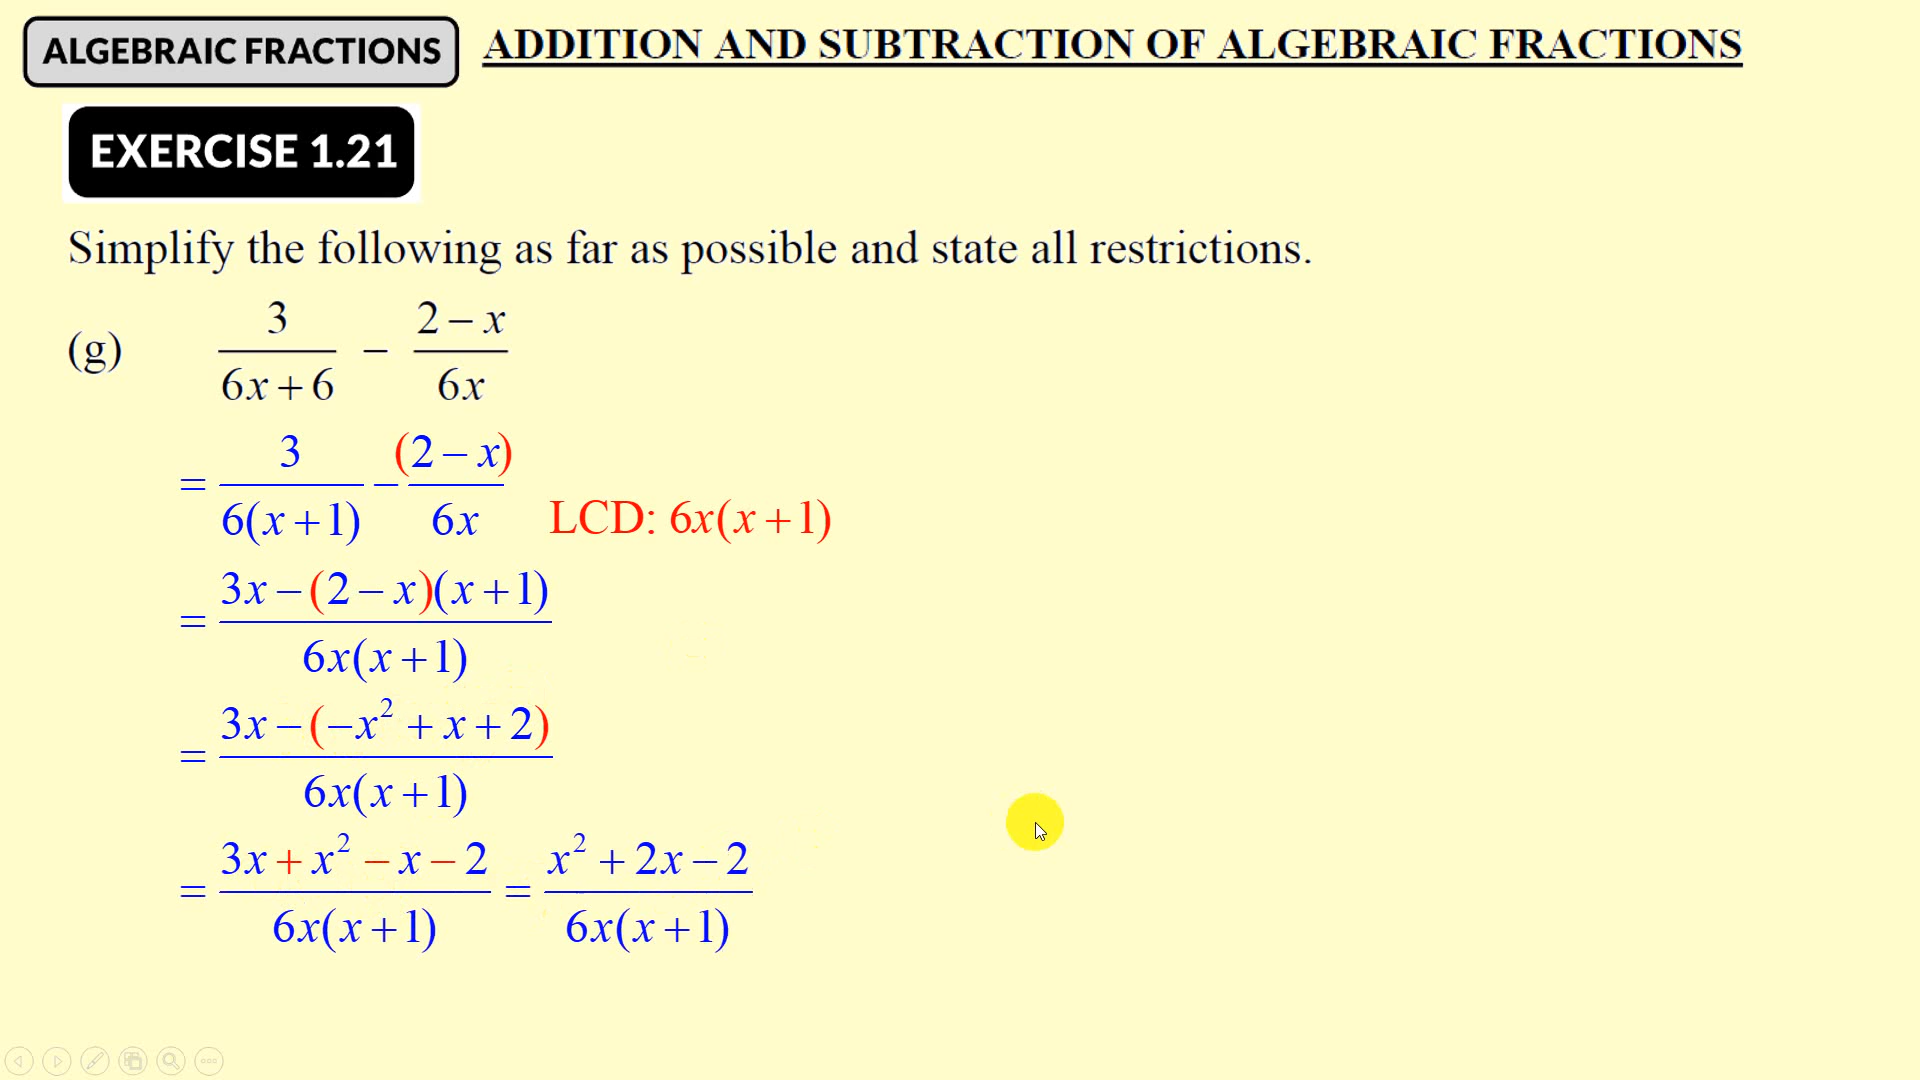 ALGEBRAIC FRACTIONS ADDITION AND SUBTRACTION OF ALGEBRAIC FRACTIONS
EXERCISE 1.21
Simplify the following as far as possible and state all restrictions.
(g) 3/(6x + 6) − (2 − x)/(6x)
= 3/(6(x + 1)) − (2 − x)/(6x) LCD: 6x(x + 1)
= (3x − (2 − x)(x + 1))/(6x(x + 1))
= (3x − (−x² + x + 2))/(6x(x + 1))
= (3x + x² − x − 2)/(6x(x + 1)) = (x² + 2x − 2)/(6x(x + 1))